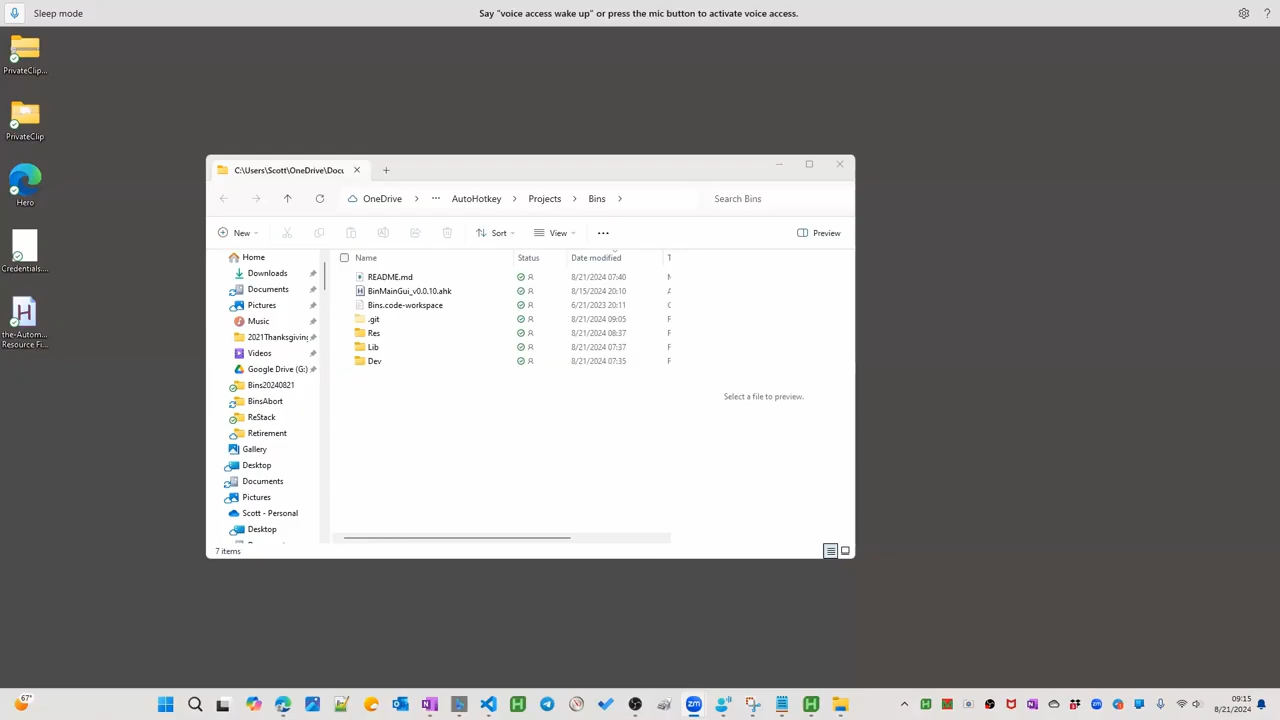 Sleep mode
Say "voice access wake up" or press the mic button to activate voice access.
PrivateClip...
PrivateClip
Hero
Credentials....
the-Autom...
Resource Fi...
C:\Users\Scott\OneDrive\Docu
OneDrive > ... AutoHotkey > Projects > Bins >
Search Bins
New
Sort
View
...
Preview
Home
Downloads
Documents
Pictures
Music
2021Thanksgiving
Videos
Google Drive (G:)
Bins20240821
BinsAbort
ReStack
Retirement
Gallery
Desktop
Documents
Pictures
Scott - Personal
Desktop
Name Status Date modified T
README.md 8/21/2024 07:40
BinMainGui_v0.0.10.ahk 8/15/2024 20:10
Bins.code-workspace 6/21/2023 20:11
.git 8/21/2024 09:05 F
Res 8/21/2024 08:37 F
Lib 8/21/2024 07:37 F
Dev 8/21/2024 07:35 F
Select a file to preview.
7 items
67°
zm
09:15
8/21/2024